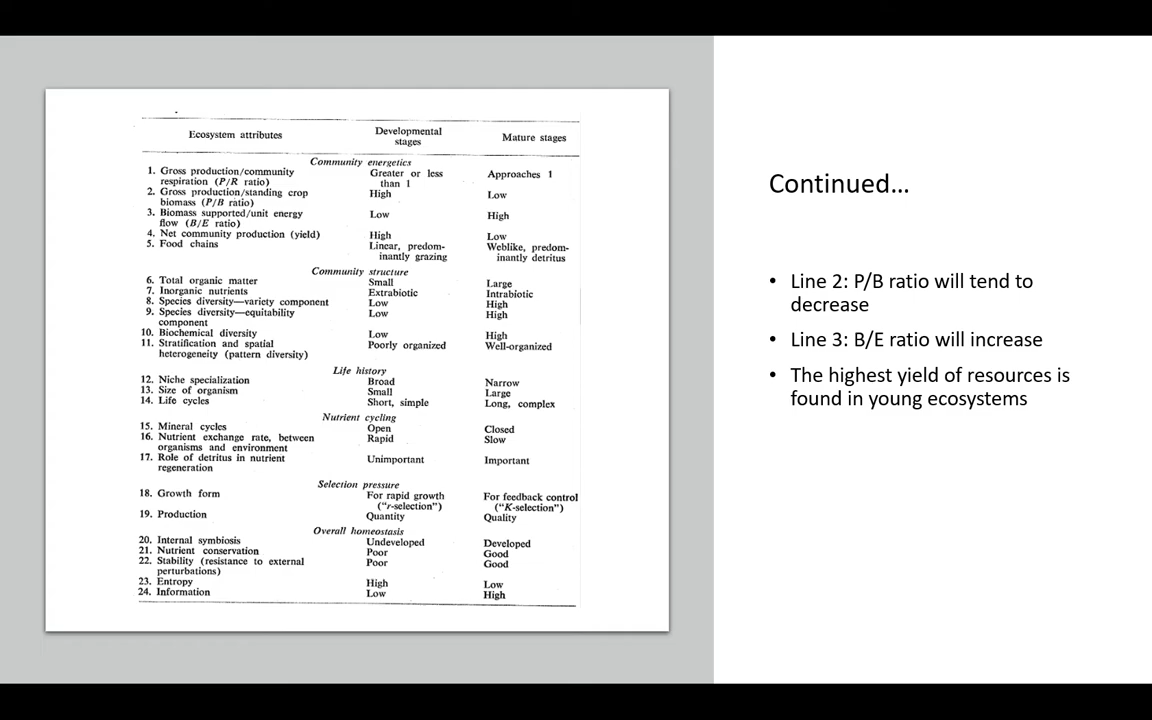 Ecosystem attributes Developmental stages Mature stages
Community energetics
1. Gross production/community respiration (P/R ratio) Greater or less than 1 Approaches 1
2. Gross production/standing crop biomass (P/B ratio) High Low
3. Biomass supported/unit energy flow (B/E ratio) Low High
4. Net community production (yield) High Low
5. Food chains Linear, predom-inantly grazing Weblike, predom-inantly detritus
Community structure
6. Total organic matter Small Large
7. Inorganic nutrients Extrabiotic Intrabiotic
8. Species diversity—variety component Low High
9. Species diversity—equitability component Low High
10. Biochemical diversity Low High
11. Stratification and spatial heterogeneity (pattern diversity) Poorly organized Well-organized
Life history
12. Niche specialization Broad Narrow
13. Size of organism Small Large
14. Life cycles Short, simple Long, complex
Nutrient cycling
15. Mineral cycles Open Closed
16. Nutrient exchange rate, between organisms and environment Rapid Slow
17. Role of detritus in nutrient regeneration Unimportant Important
Selection pressure
18. Growth form For rapid growth ("r-selection") For feedback control ("K-selection")
19. Production Quantity Quality
Overall homeostasis
20. Internal symbiosis Undeveloped Developed
21. Nutrient conservation Poor Good
22. Stability (resistance to external perturbations) Poor Good
23. Entropy High Low
24. Information Low High
Continued...
• Line 2: P/B ratio will tend to
decrease
• Line 3: B/E ratio will increase
• The highest yield of resources is
found in young ecosystems